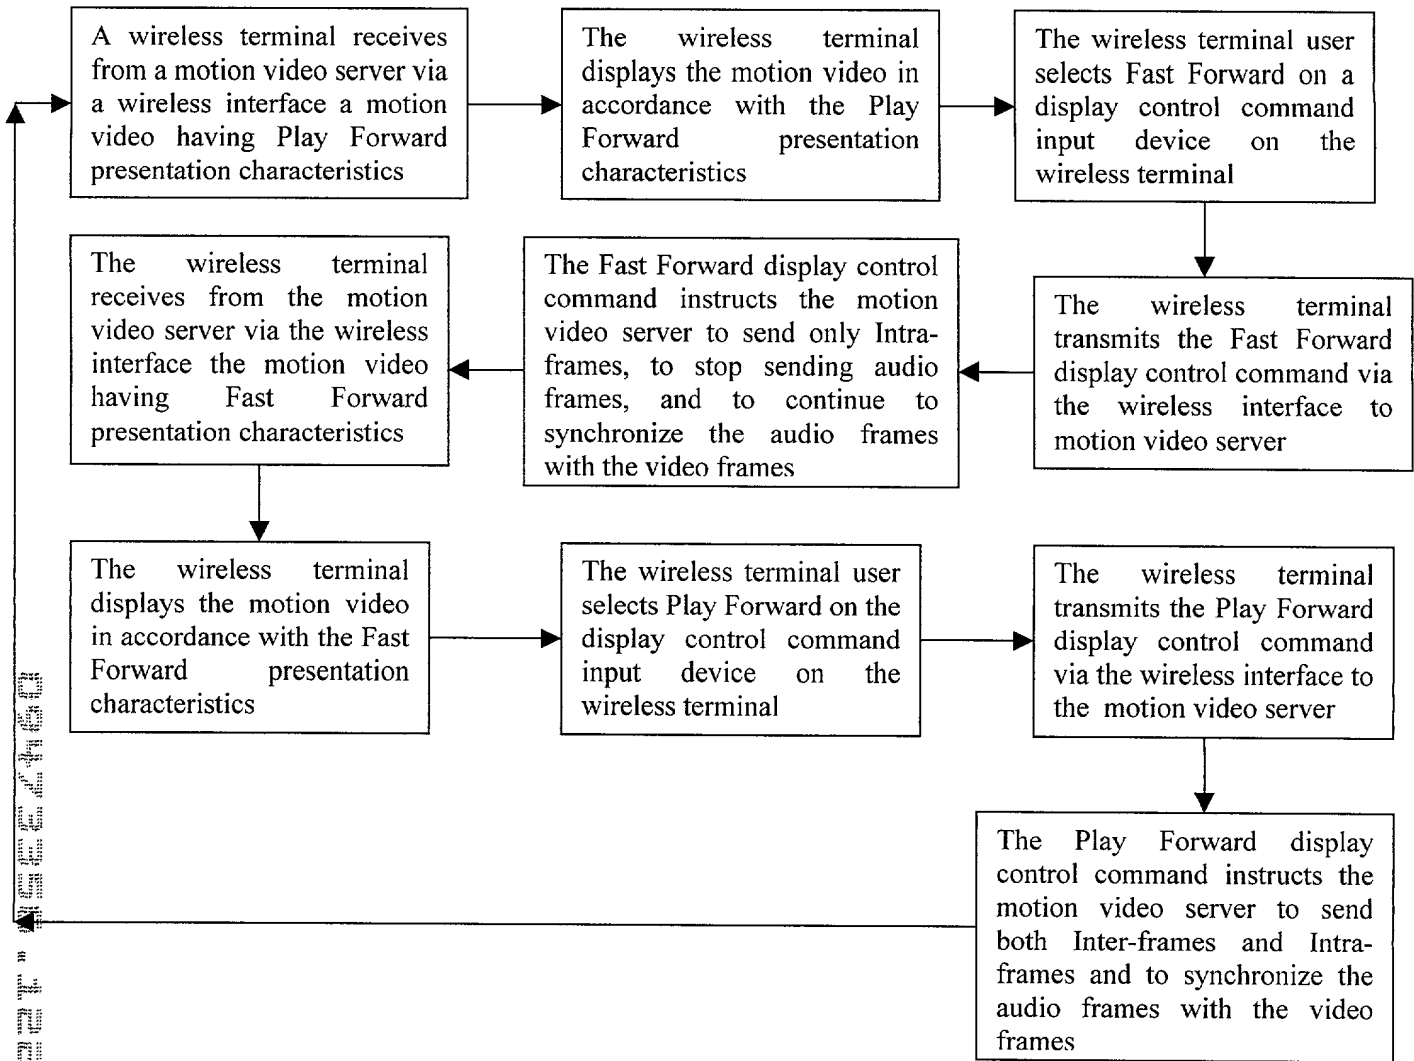 A wireless terminal receives
from a motion video server via
a wireless interface a motion
video having Play Forward
presentation characteristics
The wireless terminal
displays the motion video in
accordance with the Play
Forward presentation
characteristics
The wireless terminal user
selects Fast Forward on a
display control command
input device on the
wireless terminal
The wireless terminal
transmits the Fast Forward
display control command via
the wireless interface to
motion video server
The Fast Forward display control
command instructs the motion
video server to send only Intra-
frames, to stop sending audio
frames, and to continue to
synchronize the audio frames
with the video frames
The wireless terminal
receives from the motion
video server via the wireless
interface the motion video
having Fast Forward
presentation characteristics
The wireless terminal
displays the motion video
in accordance with the Fast
Forward presentation
characteristics
The wireless terminal user
selects Play Forward on the
display control command
input device on the
wireless terminal
The wireless terminal
transmits the Play Forward
display control command
via the wireless interface to
the motion video server
The Play Forward display
control command instructs the
motion video server to send
both Inter-frames and Intra-
frames and to synchronize the
audio frames with the video
frames